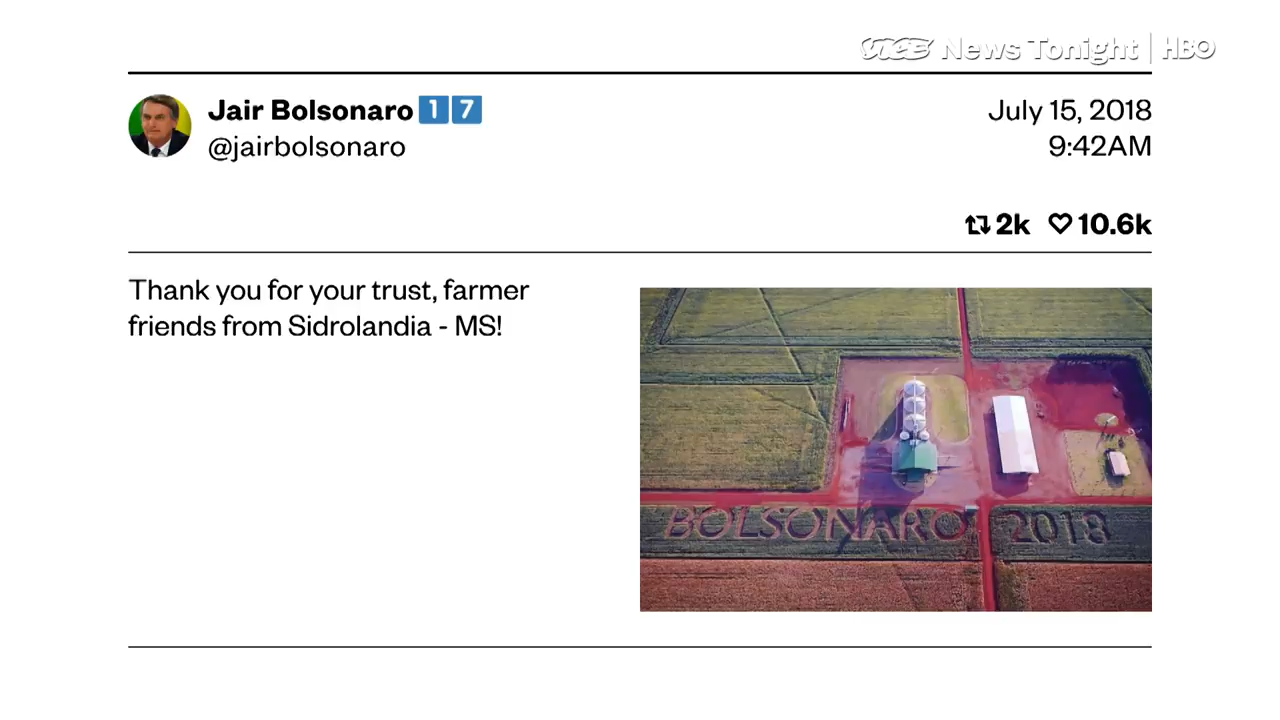 VICE News Tonight | HBO
Jair Bolsonaro 1️⃣7️⃣
July 15, 2018
@jairbolsonaro
9:42AM
2k 10.6k
Thank you for your trust, farmer
friends from Sidrolandia - MS!
BOLSONARO 2018